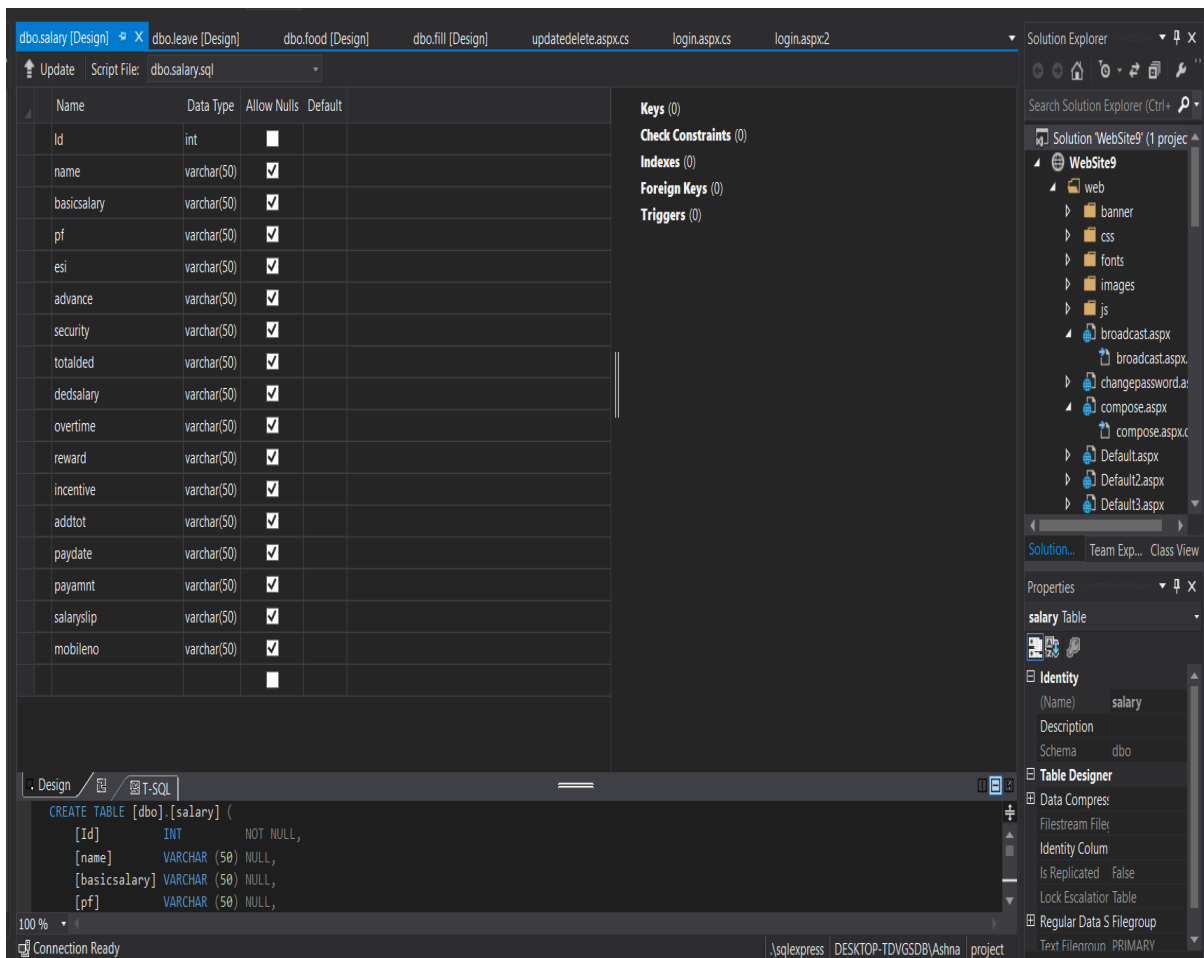 dbo.salary [Design] dbo.leave [Design] dbo.food [Design] dbo.fill [Design] updatedelete.aspx.cs login.aspx.cs login.aspx:2
Update Script File: dbo.salary.sql
Name Data Type Allow Nulls Default
Id int
name varchar(50)
basicsalary varchar(50)
pf varchar(50)
esi varchar(50)
advance varchar(50)
security varchar(50)
totalded varchar(50)
dedsalary varchar(50)
overtime varchar(50)
reward varchar(50)
incentive varchar(50)
addtot varchar(50)
paydate varchar(50)
payamnt varchar(50)
salaryslip varchar(50)
mobileno varchar(50)
Keys (0)
Check Constraints (0)
Indexes (0)
Foreign Keys (0)
Triggers (0)
Design T-SQL
CREATE TABLE [dbo].[salary] (
[Id] INT NOT NULL,
[name] VARCHAR (50) NULL,
[basicsalary] VARCHAR (50) NULL,
[pf] VARCHAR (50) NULL,
100 %
Connection Ready .\sqlexpress DESKTOP-TDVGSDB\Ashna project
Solution Explorer
Search Solution Explorer (Ctrl+
Solution 'WebSite9' (1 projec
WebSite9
web
banner
css
fonts
images
js
broadcast.aspx
broadcast.aspx.
changepassword.as
compose.aspx
compose.aspx.c
Default.aspx
Default2.aspx
Default3.aspx
Solution... Team Exp... Class View
Properties
salary Table
Identity
(Name) salary
Description
Schema dbo
Table Designer
Data Compress
Filestream Fileg
Identity Colum
Is Replicated False
Lock Escalation Table
Regular Data S Filegroup
Text Filegroup PRIMARY